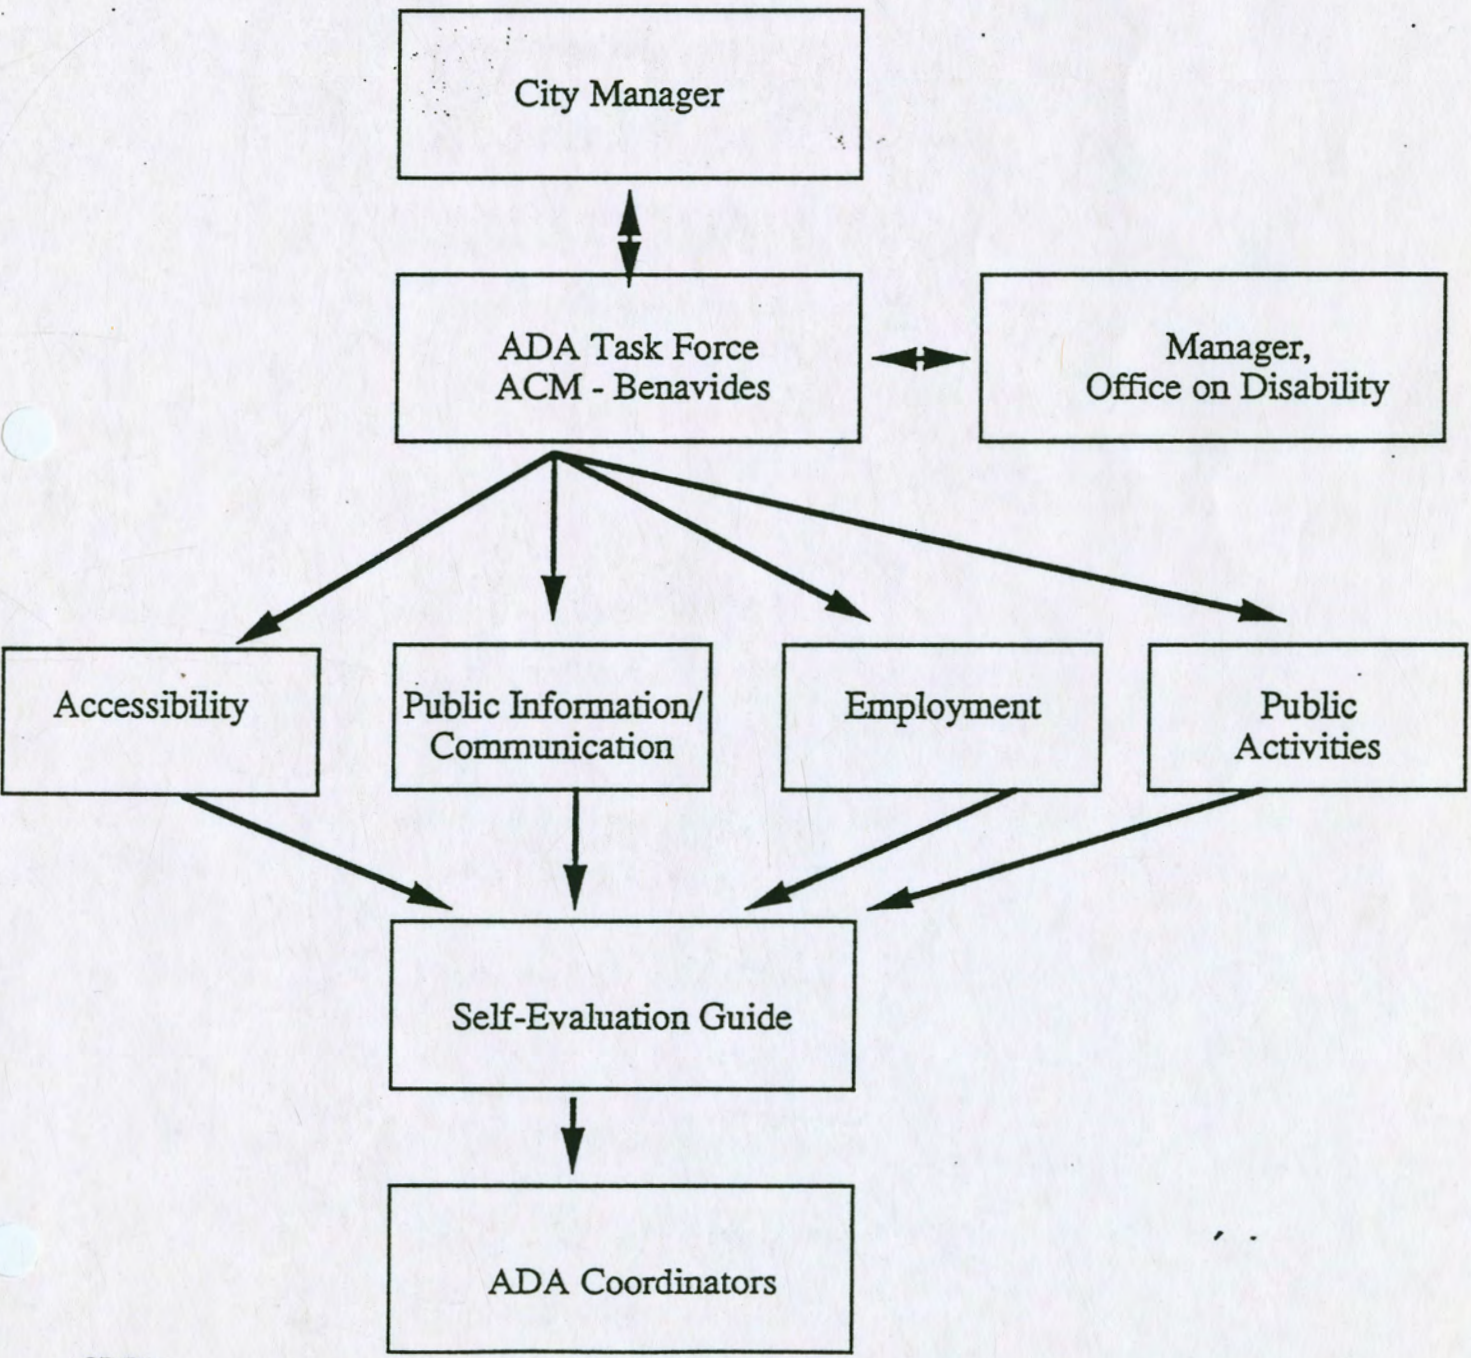 City Manager
ADA Task Force
ACM - Benavides
Manager,
Office on Disability
Accessibility
Public Information/
Communication
Employment
Public
Activities
Self-Evaluation Guide
ADA Coordinators